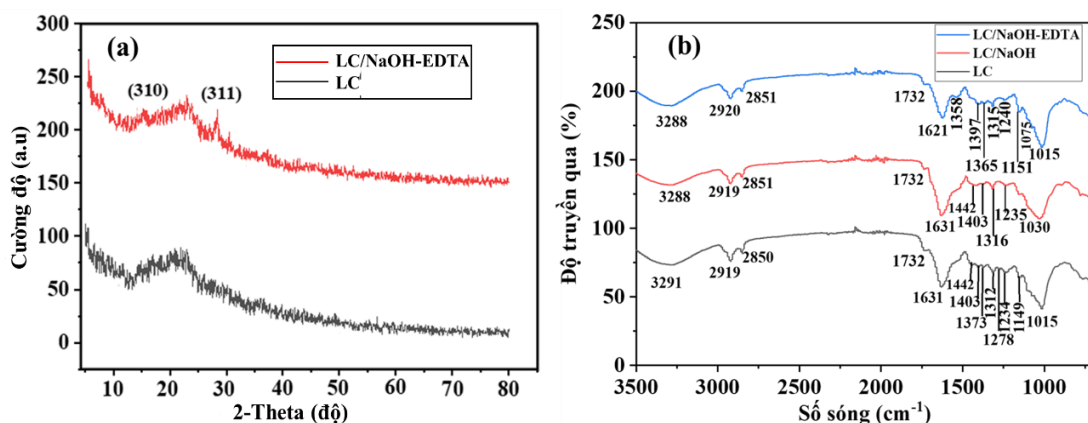 (a)
LC/NaOH-EDTA
LC
(310)
(311)
Cường độ (a.u)
300
250
200
150
100
50
0
10 20 30 40 50 60 70 80
2-Theta (độ)
(b)
LC/NaOH-EDTA
LC/NaOH
LC
Độ truyền qua (%)
250
200
150
100
50
0
3288 2920 2851 1732 1621 1358 1397 1365 1315 1240 1151 1075 1015
3288 2919 2851 1732 1631 1442 1403 1316 1235 1030
3291 2919 2850 1732 1631 1442 1403 1373 1312 1278 1234 1149 1015
3500 3000 2500 2000 1500 1000
Số sóng (cm⁻¹)